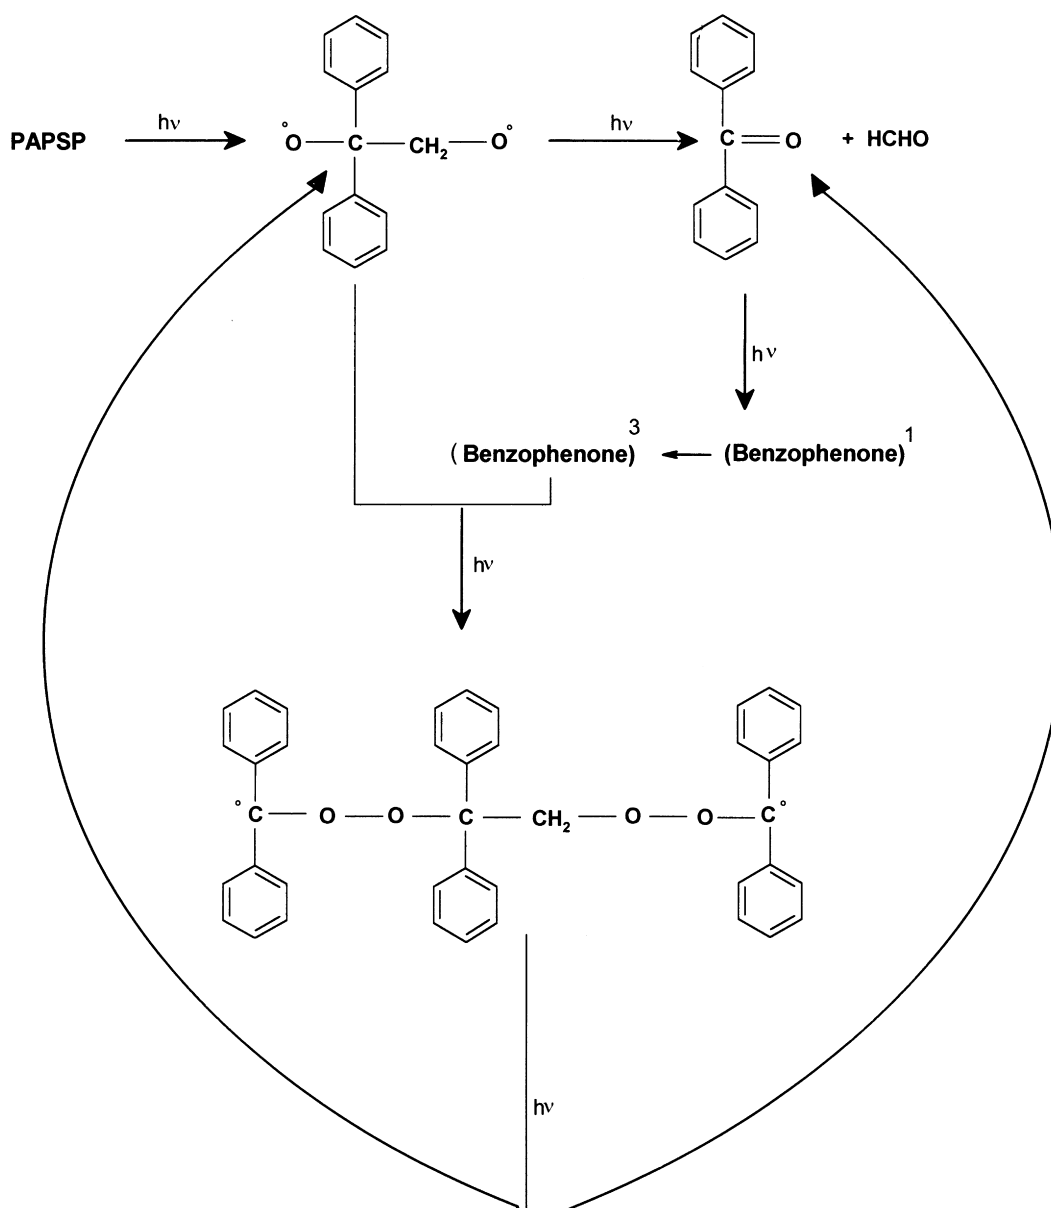 PAPSP hν °O—C—CH₂—O° hν C=O + HCHO
hν
(Benzophenone)³ (Benzophenone)¹
hν
°C—O—O—C—CH₂—O—O—C°
hν